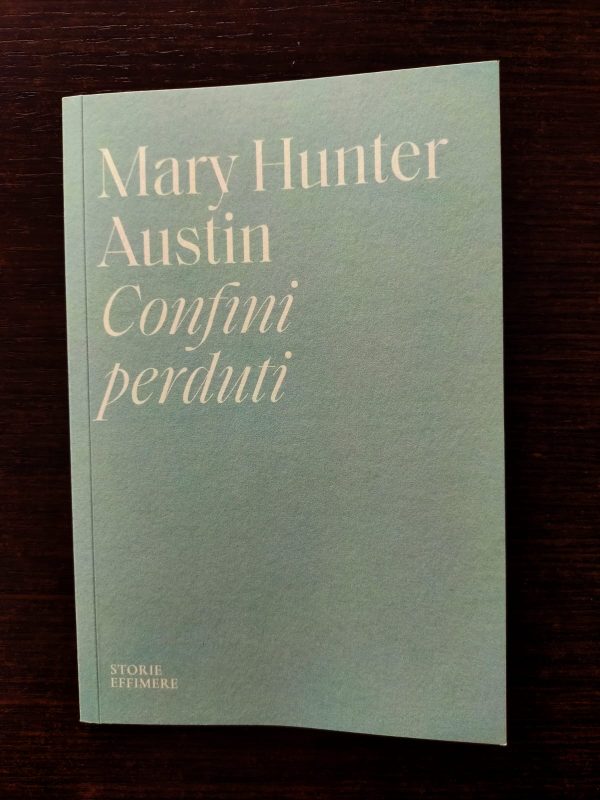 Mary Hunter
Austin
Confini
perduti
STORIE
EFFIMERE